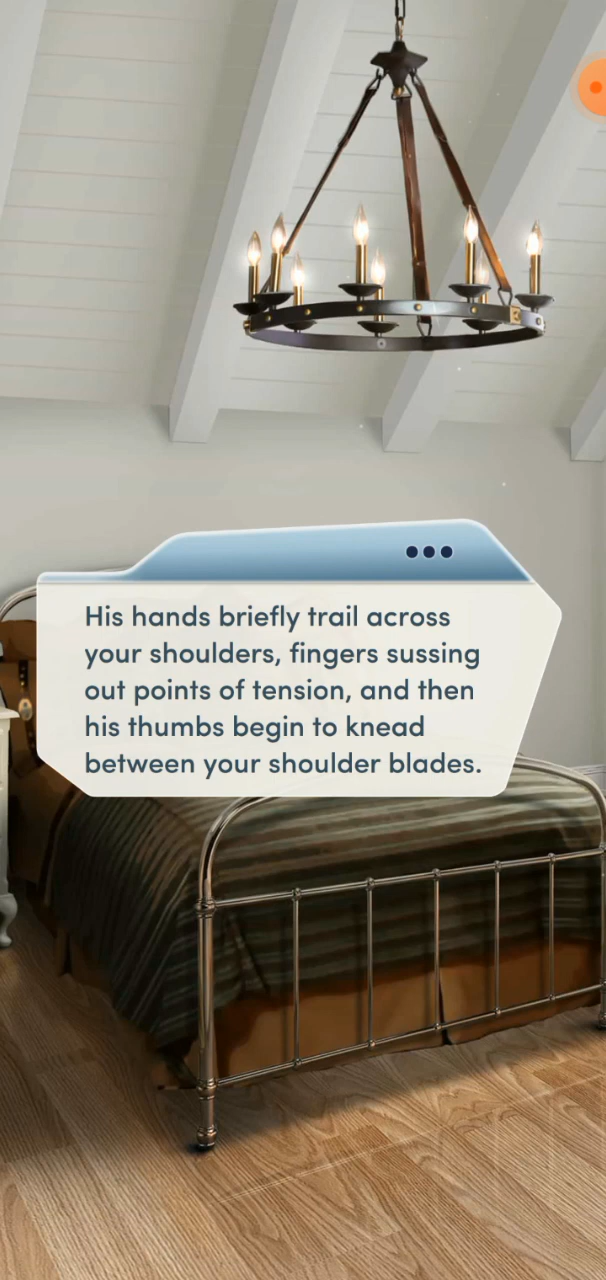 His hands briefly trail across
your shoulders, fingers sussing
out points of tension, and then
his thumbs begin to knead
between your shoulder blades.